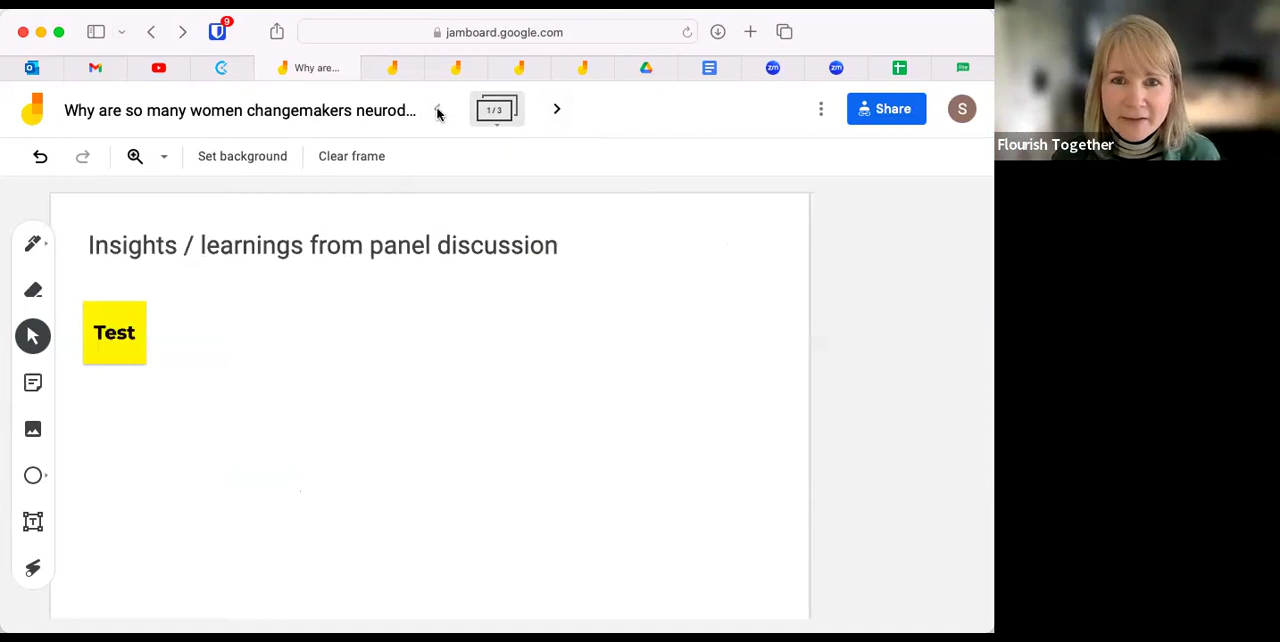 9
jamboard.google.com
Why are...
Why are so many women changemakers neurod...
1 / 3
Share
S
Set background
Clear frame
Insights / learnings from panel discussion
Test
T
Flourish Together